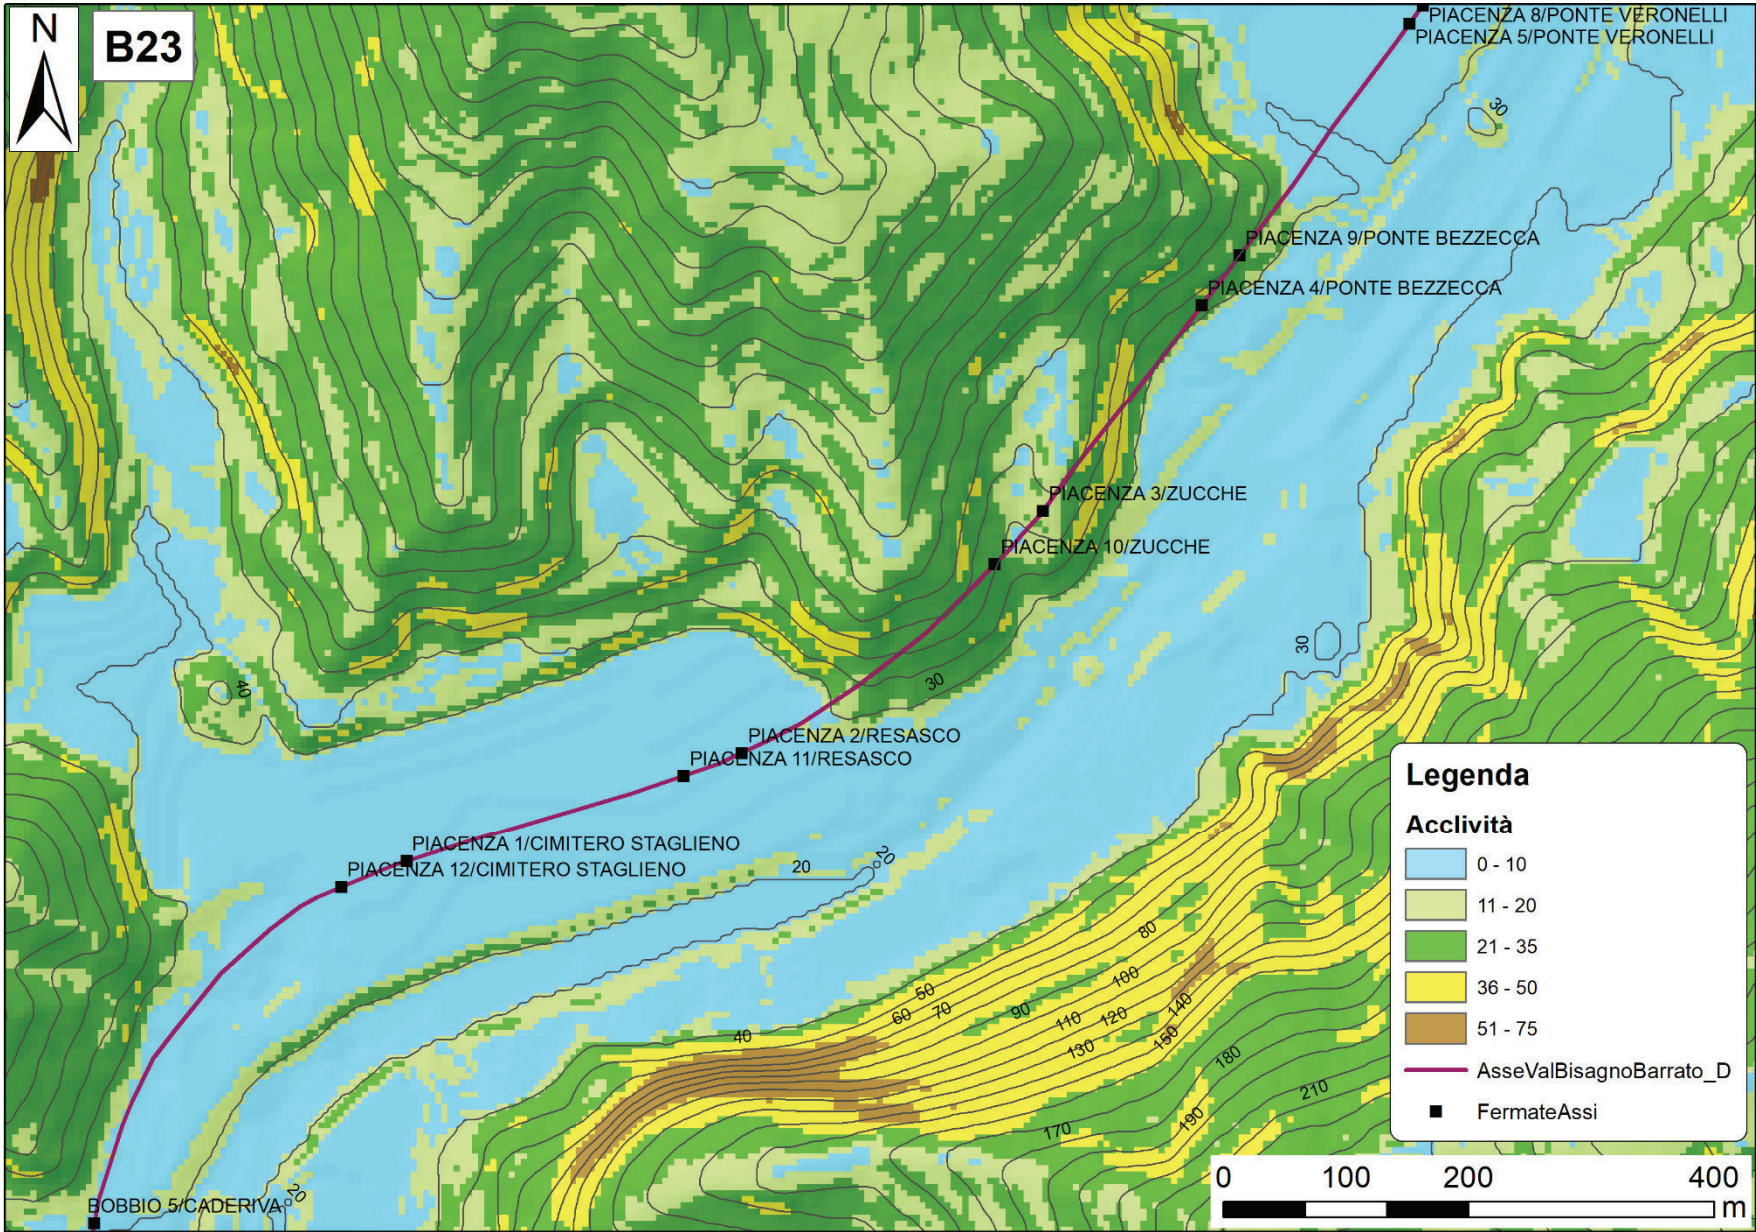 N
B23
PIACENZA 8/PONTE VERONELLI
PIACENZA 5/PONTE VERONELLI
30
PIACENZA 9/PONTE BEZZECCA
PIACENZA 4/PONTE BEZZECCA
PIACENZA 3/ZUCCHE
PIACENZA 10/ZUCCHE
30
40
30
PIACENZA 2/RESASCO
PIACENZA 11/RESASCO
PIACENZA 1/CIMITERO STAGLIENO
PIACENZA 12/CIMITERO STAGLIENO
20
20
80
100
50
60
70
90
110
120
140
150
130
40
180
210
190
170
20
BOBBIO 5/CADERIVA
Legenda
Acclività
0 - 10
11 - 20
21 - 35
36 - 50
51 - 75
AsseValBisagnoBarrato_D
FermateAssi
0 100 200 400
m